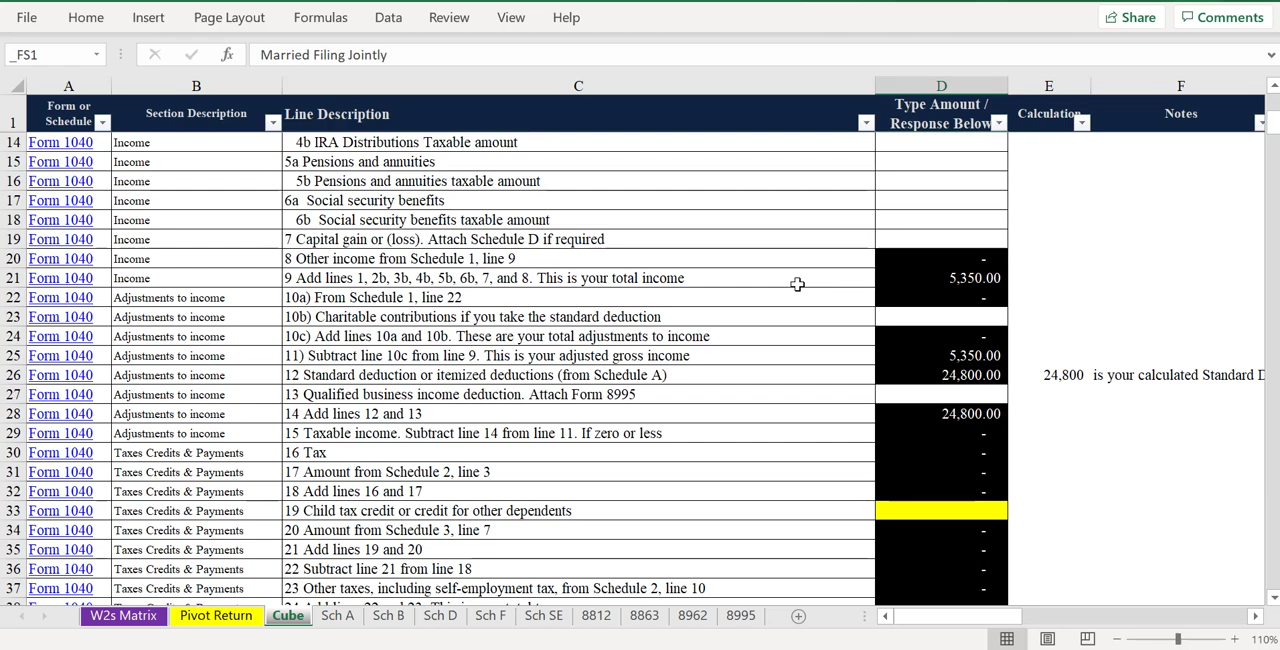 File Home Insert Page Layout Formulas Data Review View Help Share Comments
_FS1 fx Married Filing Jointly
A B C D E F
1 Form or Schedule Section Description Line Description Type Amount / Response Below Calculation Notes
14 Form 1040 Income 4b IRA Distributions Taxable amount
15 Form 1040 Income 5a Pensions and annuities
16 Form 1040 Income 5b Pensions and annuities taxable amount
17 Form 1040 Income 6a Social security benefits
18 Form 1040 Income 6b Social security benefits taxable amount
19 Form 1040 Income 7 Capital gain or (loss). Attach Schedule D if required
20 Form 1040 Income 8 Other income from Schedule 1, line 9 -
21 Form 1040 Income 9 Add lines 1, 2b, 3b, 4b, 5b, 6b, 7, and 8. This is your total income 5,350.00
22 Form 1040 Adjustments to income 10a) From Schedule 1, line 22 -
23 Form 1040 Adjustments to income 10b) Charitable contributions if you take the standard deduction
24 Form 1040 Adjustments to income 10c) Add lines 10a and 10b. These are your total adjustments to income -
25 Form 1040 Adjustments to income 11) Subtract line 10c from line 9. This is your adjusted gross income 5,350.00
26 Form 1040 Adjustments to income 12 Standard deduction or itemized deductions (from Schedule A) 24,800.00 24,800 is your calculated Standard D
27 Form 1040 Adjustments to income 13 Qualified business income deduction. Attach Form 8995
28 Form 1040 Adjustments to income 14 Add lines 12 and 13 24,800.00
29 Form 1040 Adjustments to income 15 Taxable income. Subtract line 14 from line 11. If zero or less -
30 Form 1040 Taxes Credits & Payments 16 Tax -
31 Form 1040 Taxes Credits & Payments 17 Amount from Schedule 2, line 3 -
32 Form 1040 Taxes Credits & Payments 18 Add lines 16 and 17 -
33 Form 1040 Taxes Credits & Payments 19 Child tax credit or credit for other dependents
34 Form 1040 Taxes Credits & Payments 20 Amount from Schedule 3, line 7 -
35 Form 1040 Taxes Credits & Payments 21 Add lines 19 and 20 -
36 Form 1040 Taxes Credits & Payments 22 Subtract line 21 from line 18 -
37 Form 1040 Taxes Credits & Payments 23 Other taxes, including self-employment tax, from Schedule 2, line 10 -
W2s Matrix Pivot Return Cube Sch A Sch B Sch D Sch F Sch SE 8812 8863 8962 8995
110%